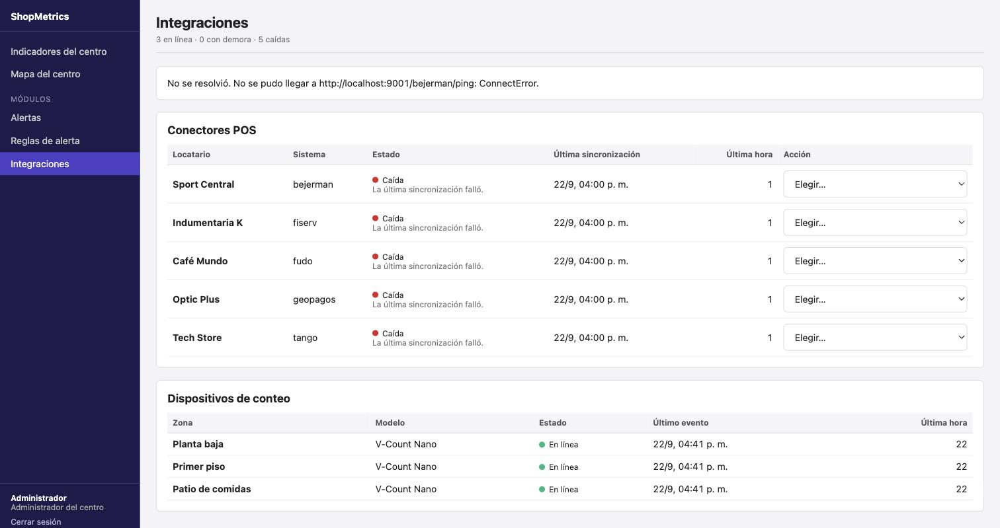 ShopMetrics
Indicadores del centro
Mapa del centro
MÓDULOS
Alertas
Reglas de alerta
Integraciones
Administrador
Administrador del centro
Cerrar sesión
Integraciones
3 en línea · 0 con demora · 5 caídas
No se resolvió. No se pudo llegar a http://localhost:9001/bejerman/ping: ConnectError.
Conectores POS
Locatario Sistema Estado Última sincronización Última hora Acción
Sport Central bejerman Caída 22/9, 04:00 p. m. 1 Elegir...
La última sincronización falló.
Indumentaria K fiserv Caída 22/9, 04:00 p. m. 1 Elegir...
La última sincronización falló.
Café Mundo fudo Caída 22/9, 04:00 p. m. 1 Elegir...
La última sincronización falló.
Optic Plus geopagos Caída 22/9, 04:00 p. m. 1 Elegir...
La última sincronización falló.
Tech Store tango Caída 22/9, 04:00 p. m. 1 Elegir...
La última sincronización falló.
Dispositivos de conteo
Zona Modelo Estado Último evento Última hora
Planta baja V-Count Nano En línea 22/9, 04:41 p. m. 22
Primer piso V-Count Nano En línea 22/9, 04:41 p. m. 22
Patio de comidas V-Count Nano En línea 22/9, 04:41 p. m. 22